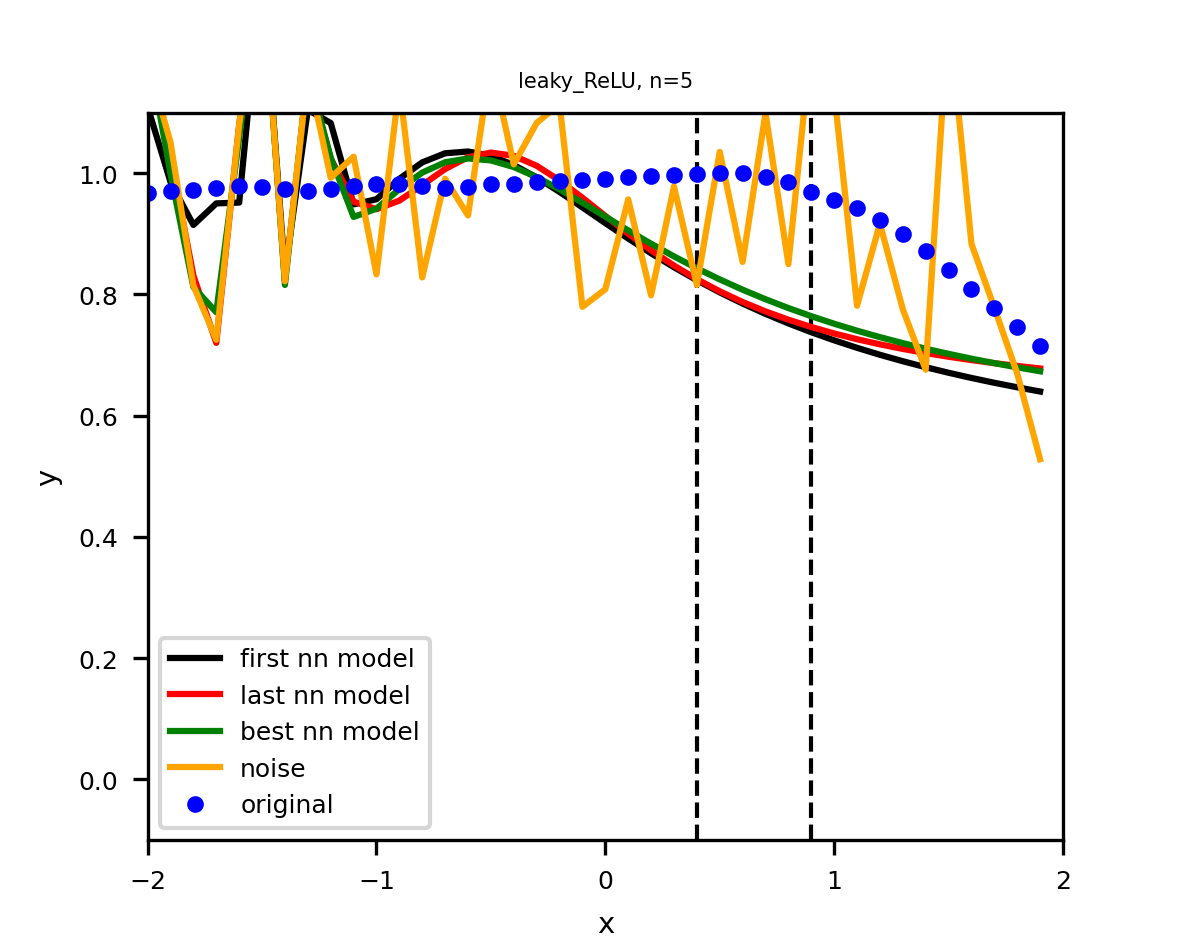 leaky_ReLU, n=5
1.0
0.8
0.6
0.4
0.2
0.0
y
first nn model
last nn model
best nn model
noise
original
−2
−1
0
1
2
x